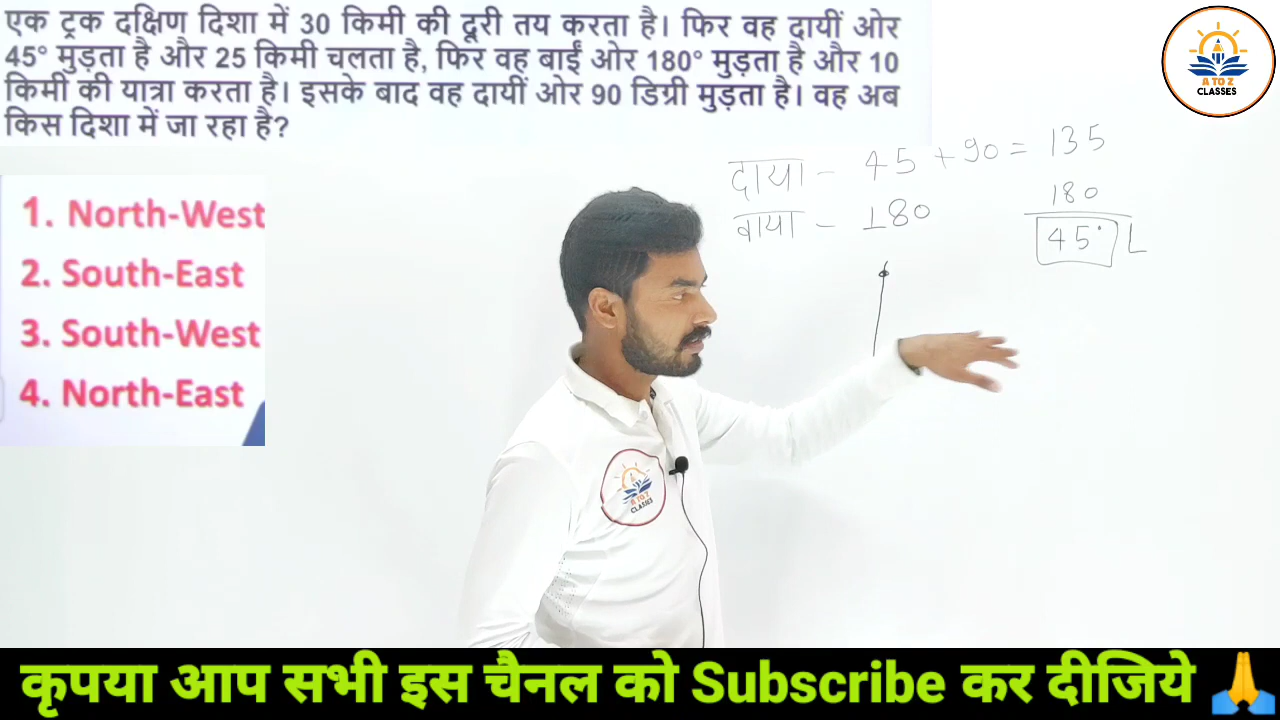 एक ट्रक दक्षिण दिशा में 30 किमी की दूरी तय करता है। फिर वह दायीं ओर
45° मुड़ता है और 25 किमी चलता है, फिर वह बाईं ओर 180° मुड़ता है और 10
किमी की यात्रा करता है। इसके बाद वह दायीं ओर 90 डिग्री मुड़ता है। वह अब
किस दिशा में जा रहा है?
A TO Z
CLASSES
1. North-West
2. South-East
3. South-West
4. North-East
दाया - 45 + 90 = 135
बाया - 180
180
45° L
A TO Z
CLASSES
कृपया आप सभी इस चैनल को Subscribe कर दीजिये 🙏